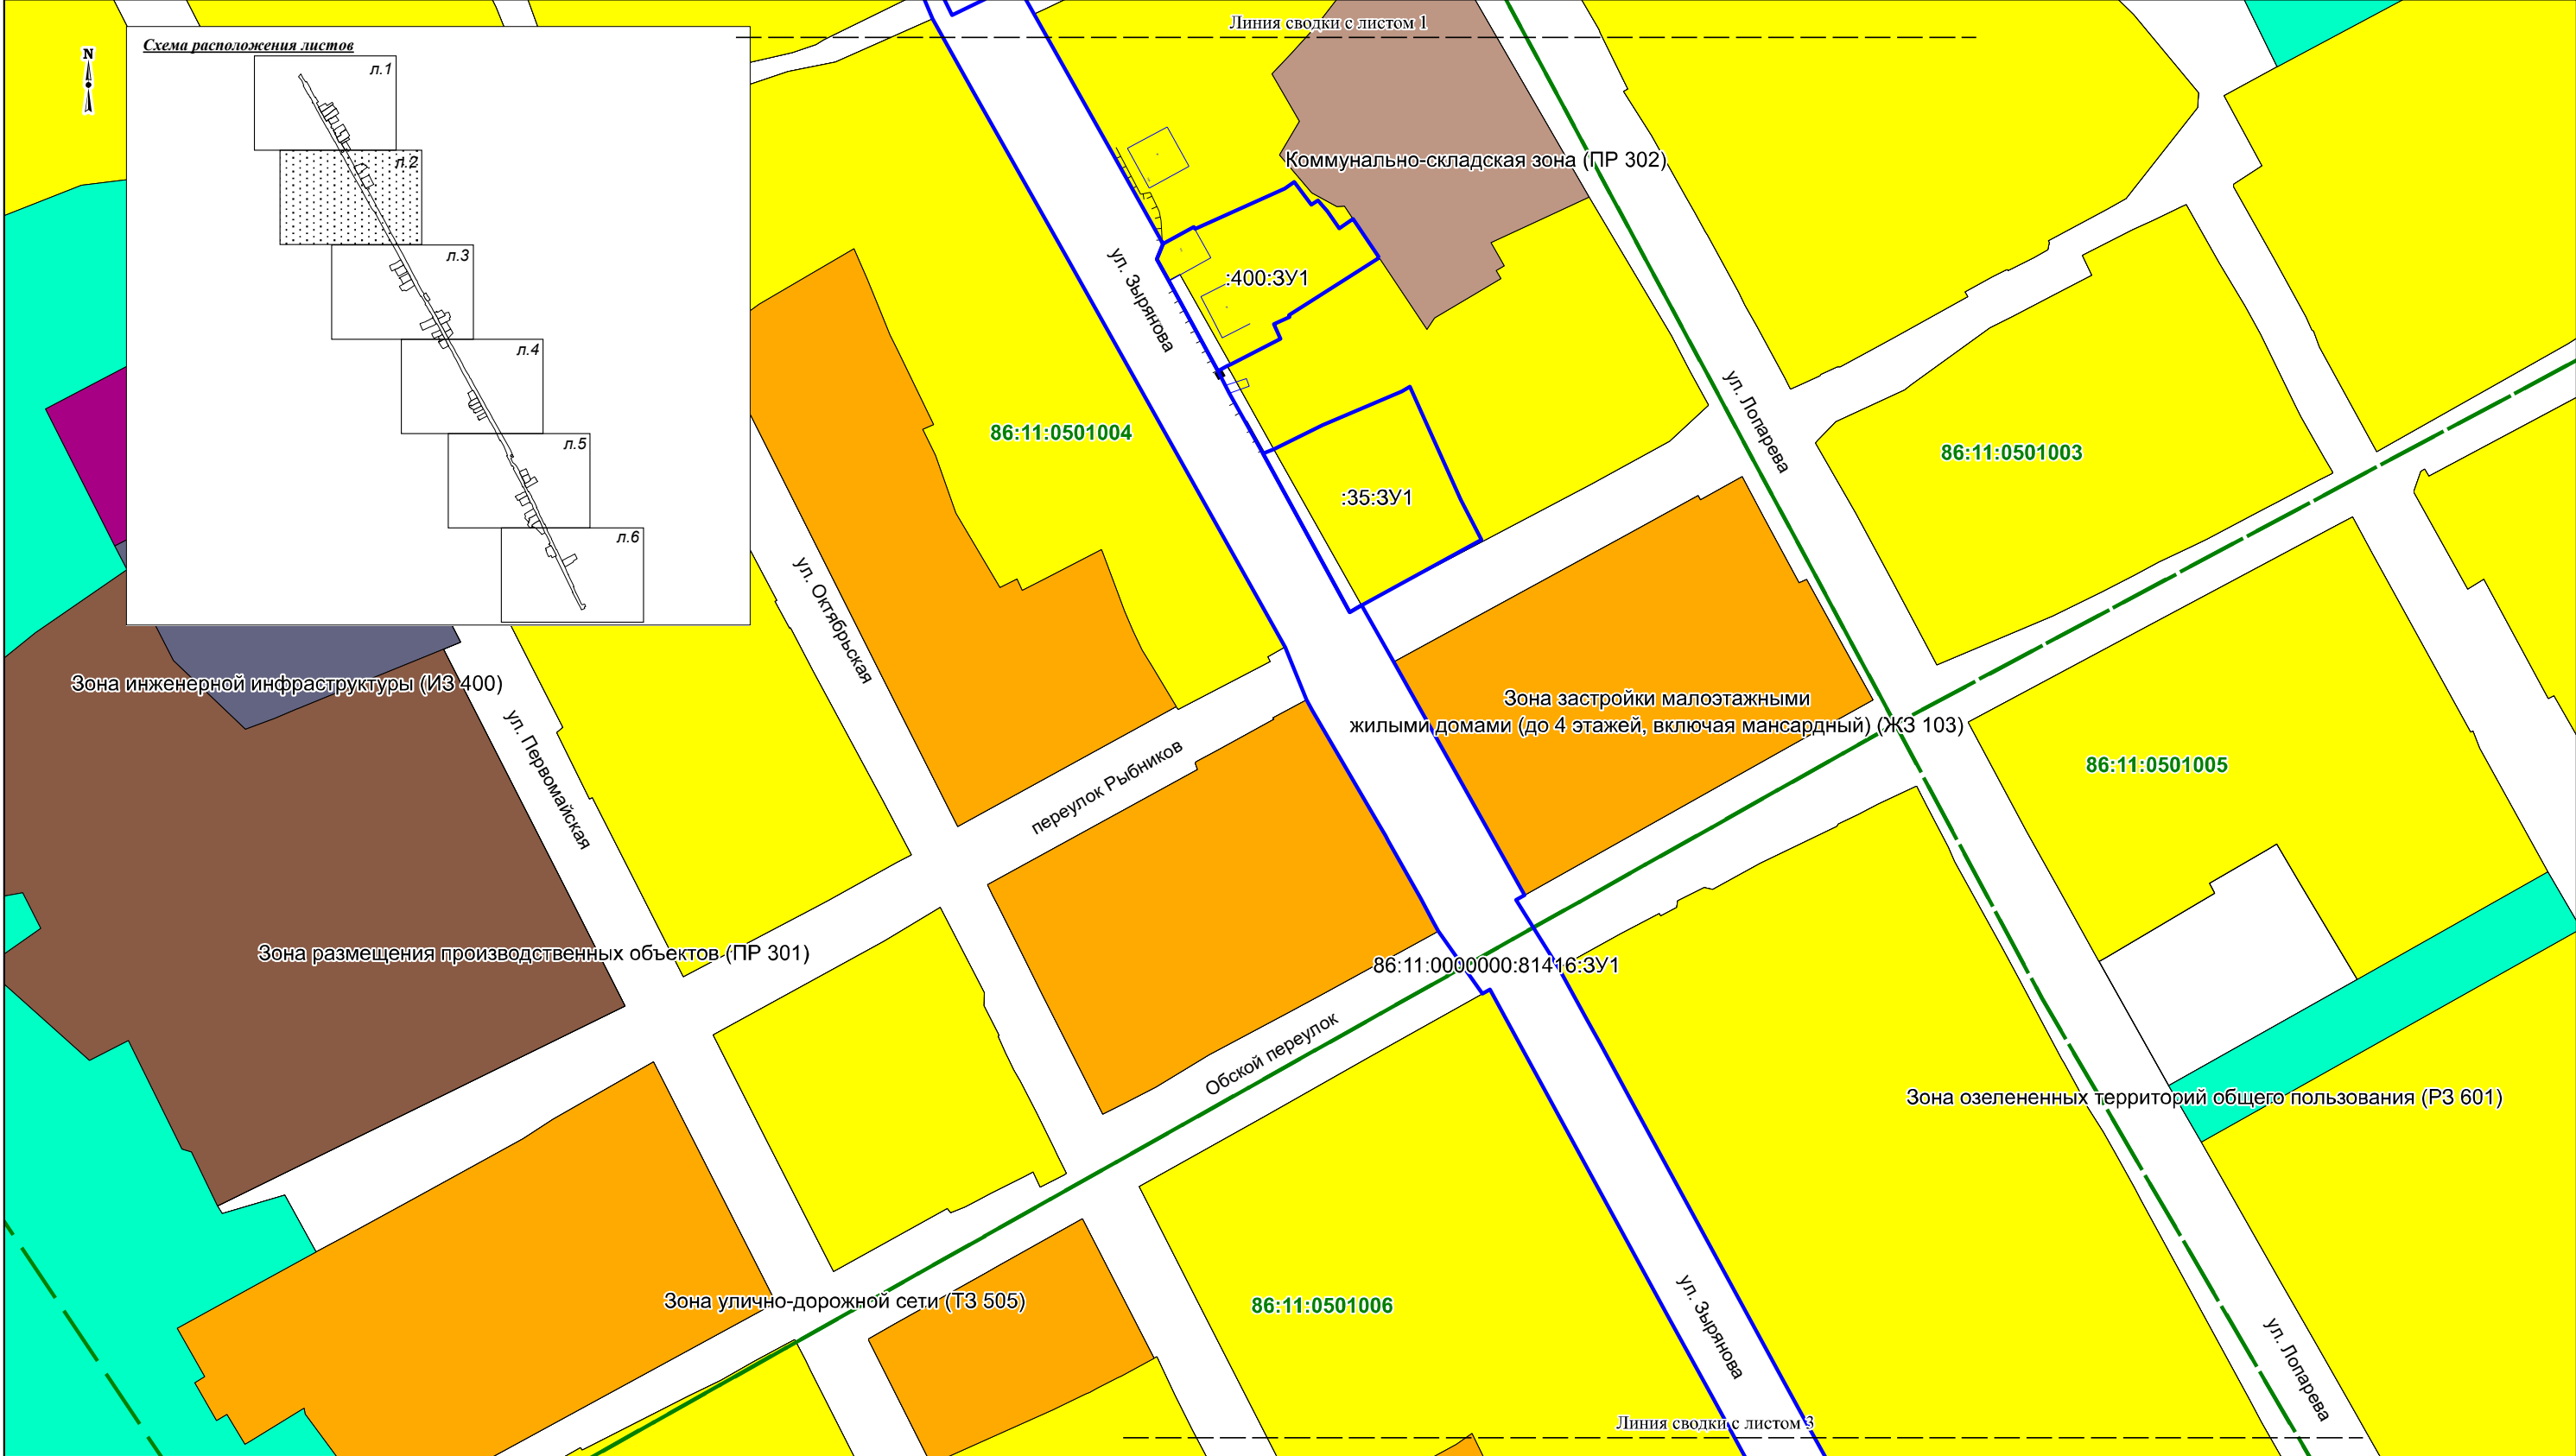 Линия сводки с листом 1
Схема расположения листов
N
л.1
л.2
л.3
л.4
л.5
л.6
Коммунально-складская зона (ПР 302)
:400:ЗУ1
ул. Зырянова
ул. Лопарева
86:11:0501004
86:11:0501003
:35:ЗУ1
ул. Октябрьская
Зона инженерной инфраструктуры (ИЗ 400)
Зона застройки малоэтажными
жилыми домами (до 4 этажей, включая мансардный) (ЖЗ 103)
ул. Первомайская
переулок Рыбников
86:11:0501005
Зона размещения производственных объектов (ПР 301)
86:11:0000000:81416:ЗУ1
Обской переулок
Зона озелененных территорий общего пользования (РЗ 601)
Зона улично-дорожной сети (ТЗ 505)
86:11:0501006
ул. Зырянова
ул. Лопарева
Линия сводки с листом 3